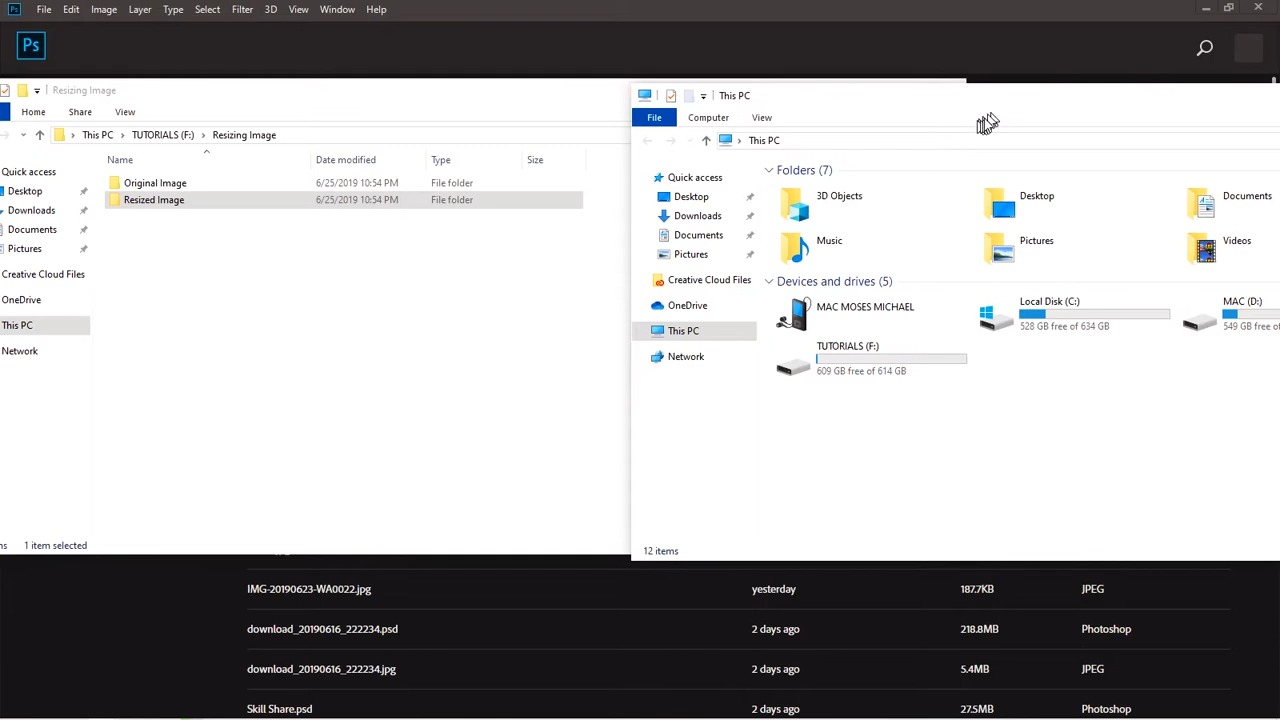 Ps File Edit Image Layer Type Select Filter 3D View Window Help
Ps
Resizing Image
Home Share View
This PC > TUTORIALS (F:) > Resizing Image
Name Date modified Type Size
Original Image 6/25/2019 10:54 PM File folder
Resized Image 6/25/2019 10:54 PM File folder
Quick access
Desktop
Downloads
Documents
Pictures
Creative Cloud Files
OneDrive
This PC
Network
1 item selected
This PC
File Computer View
This PC
Quick access
Desktop
Downloads
Documents
Pictures
Creative Cloud Files
OneDrive
This PC
Network
Folders (7)
3D Objects Desktop Documents
Music Pictures Videos
Devices and drives (5)
MAC MOSES MICHAEL
Local Disk (C:)
528 GB free of 634 GB
MAC (D:)
549 GB free
TUTORIALS (F:)
609 GB free of 614 GB
12 items
IMG-20190623-WA0022.jpg yesterday 187.7KB JPEG
download_20190616_222234.psd 2 days ago 218.8MB Photoshop
download_20190616_222234.jpg 2 days ago 5.4MB JPEG
Skill Share.psd 2 days ago 27.5MB Photoshop